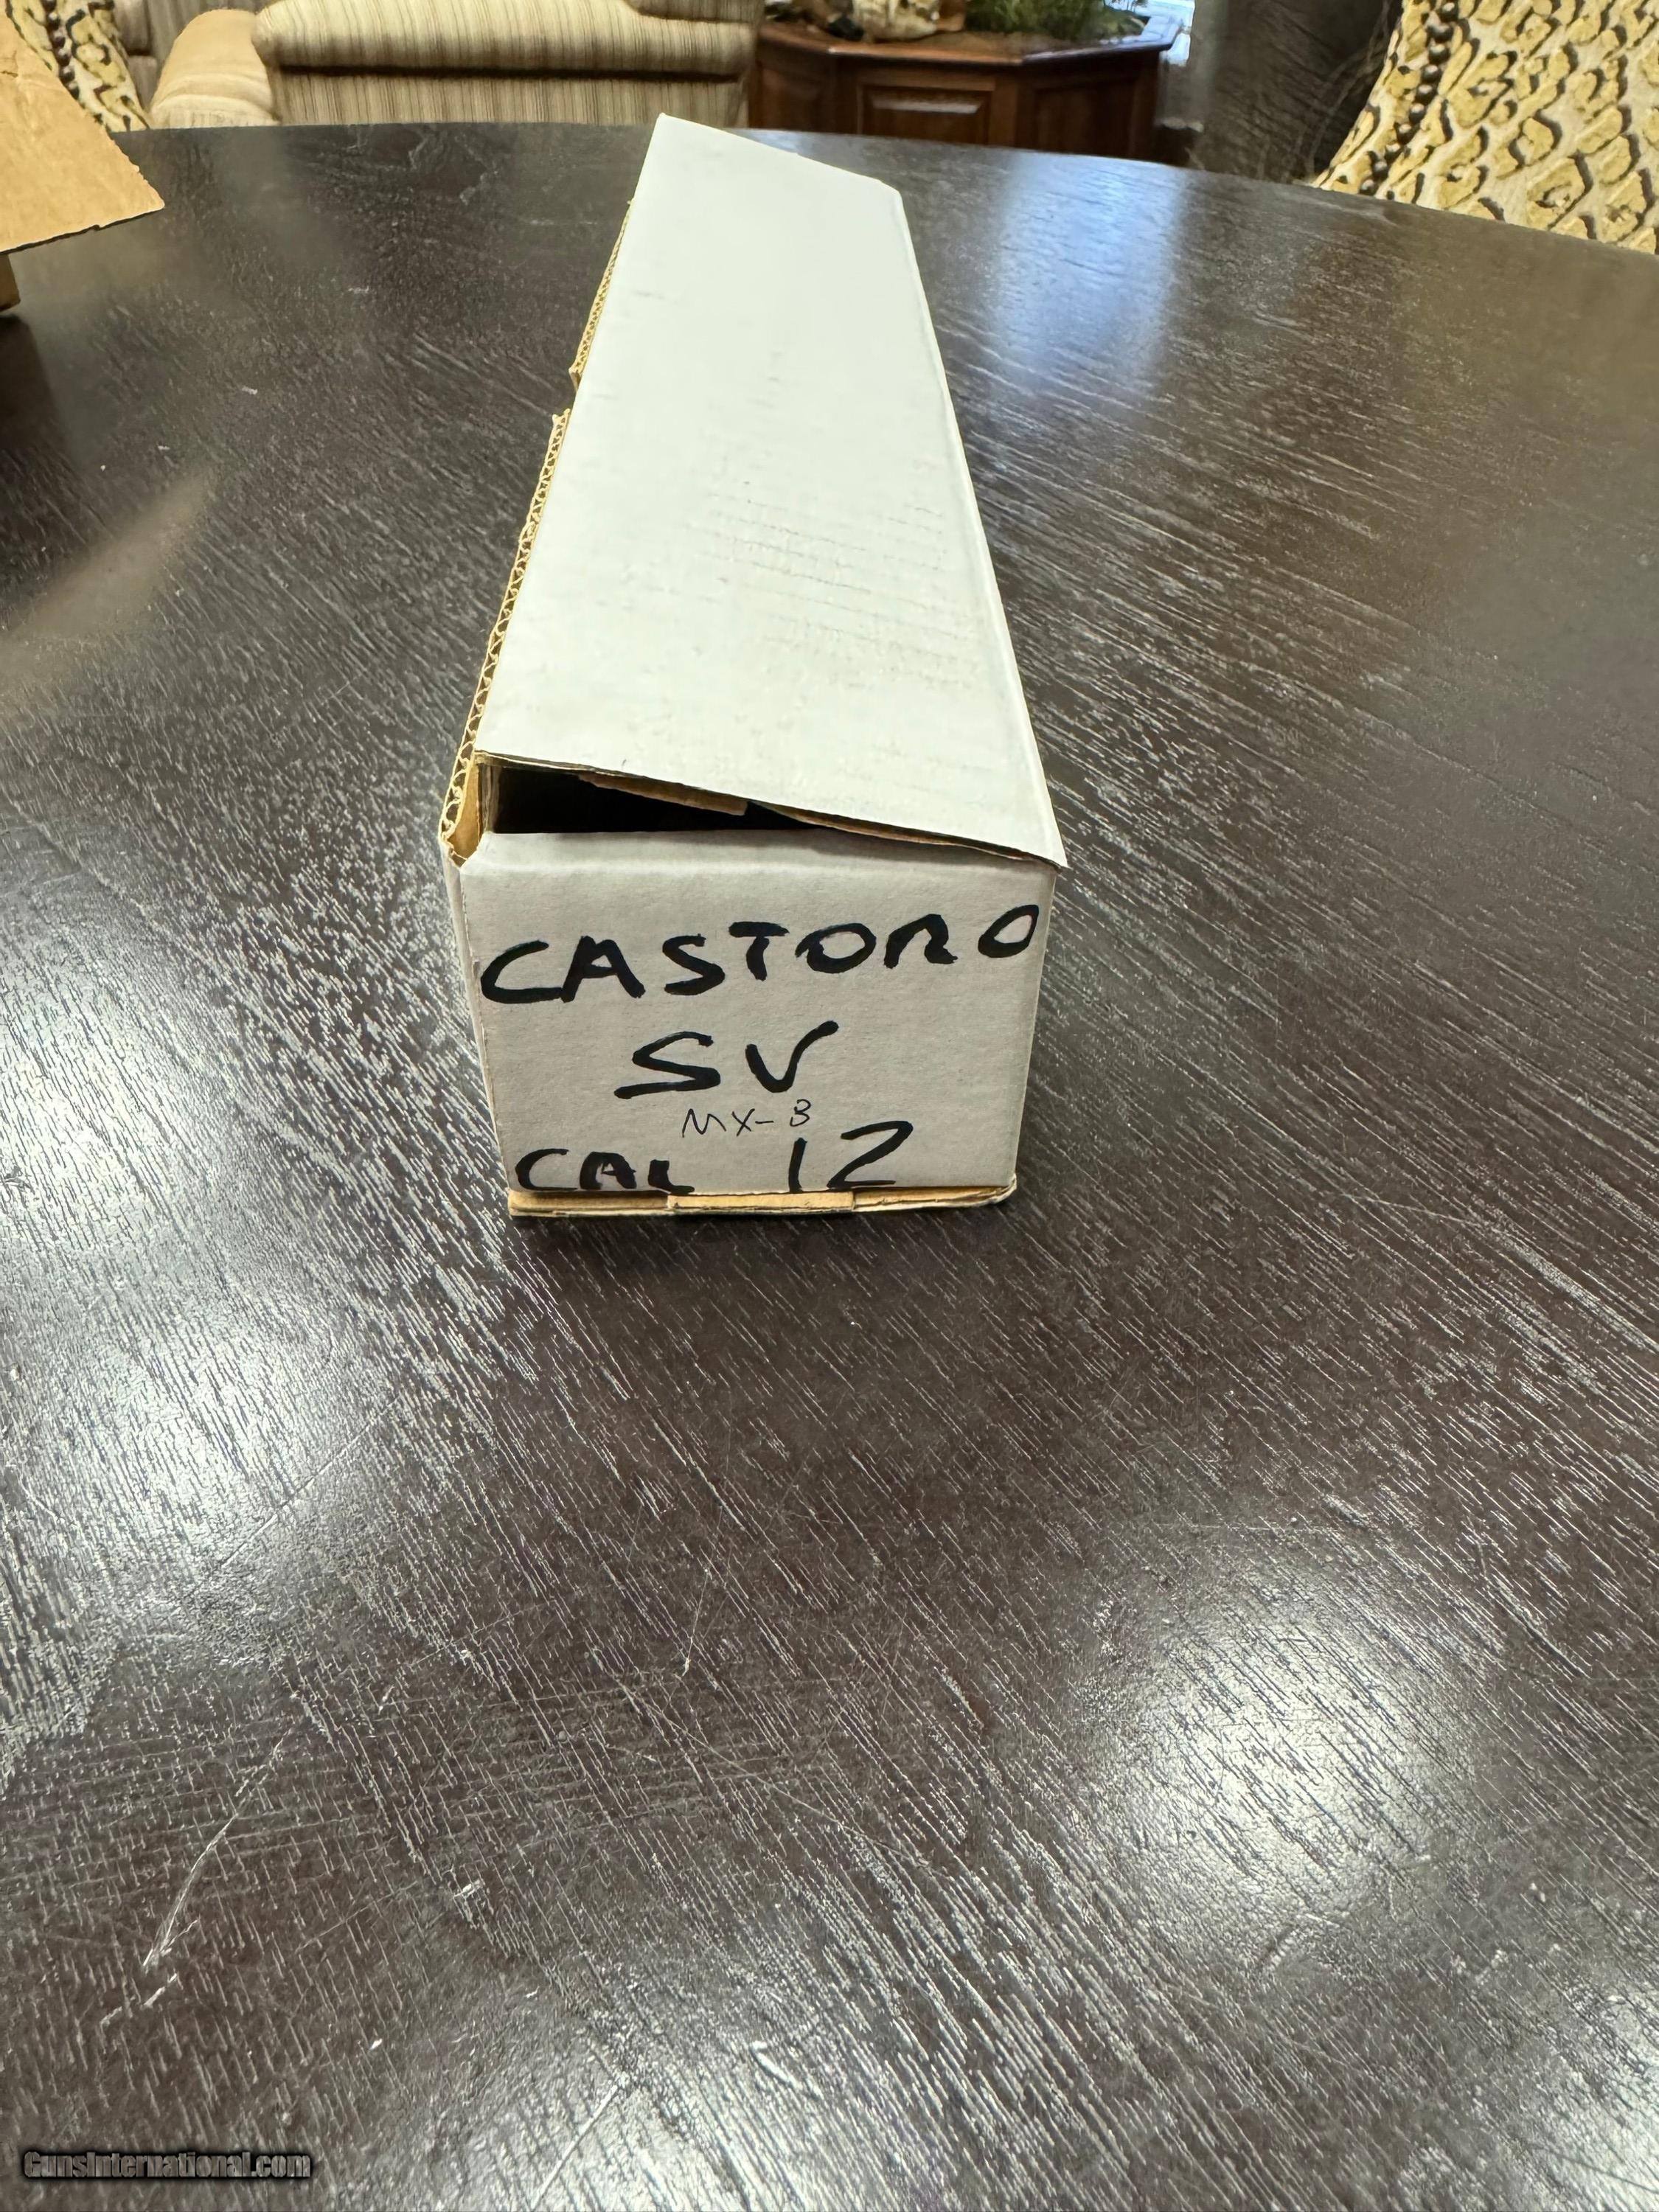 CASTORO
SV
MX-8
CAL 12
GunsInternational.com